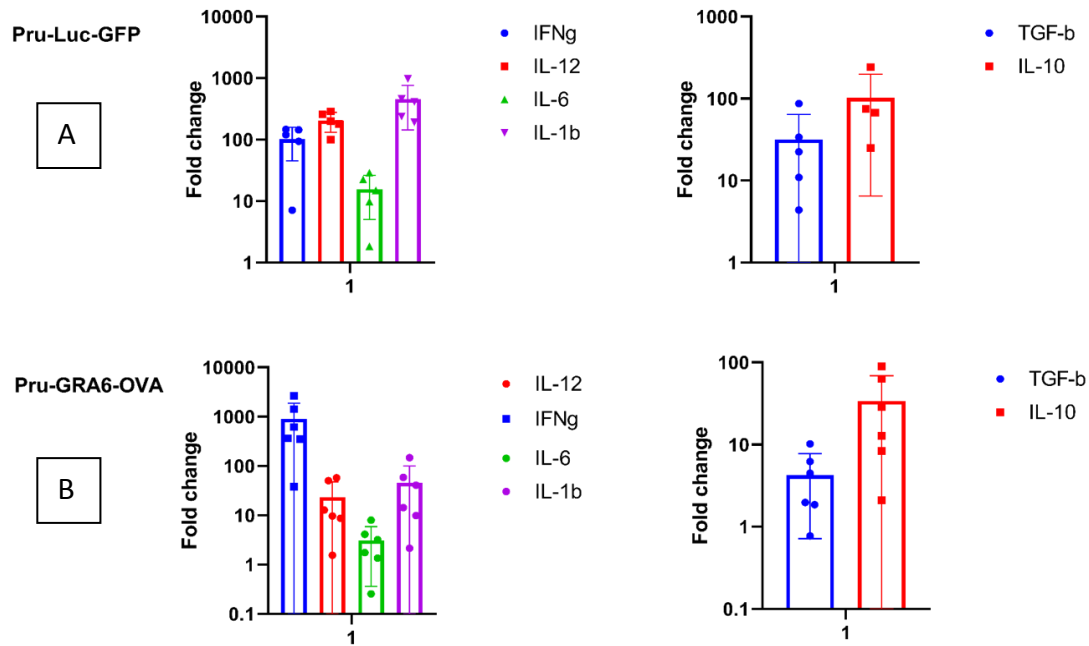 Pru-Luc-GFP
A
Fold change
10000
1000
100
10
1
1
IFNg
IL-12
IL-6
IL-1b
Fold change
1000
100
10
1
1
TGF-b
IL-10
Pru-GRA6-OVA
B
Fold change
10000
1000
100
10
1
0.1
1
IL-12
IFNg
IL-6
IL-1b
Fold change
100
10
1
0.1
1
TGF-b
IL-10